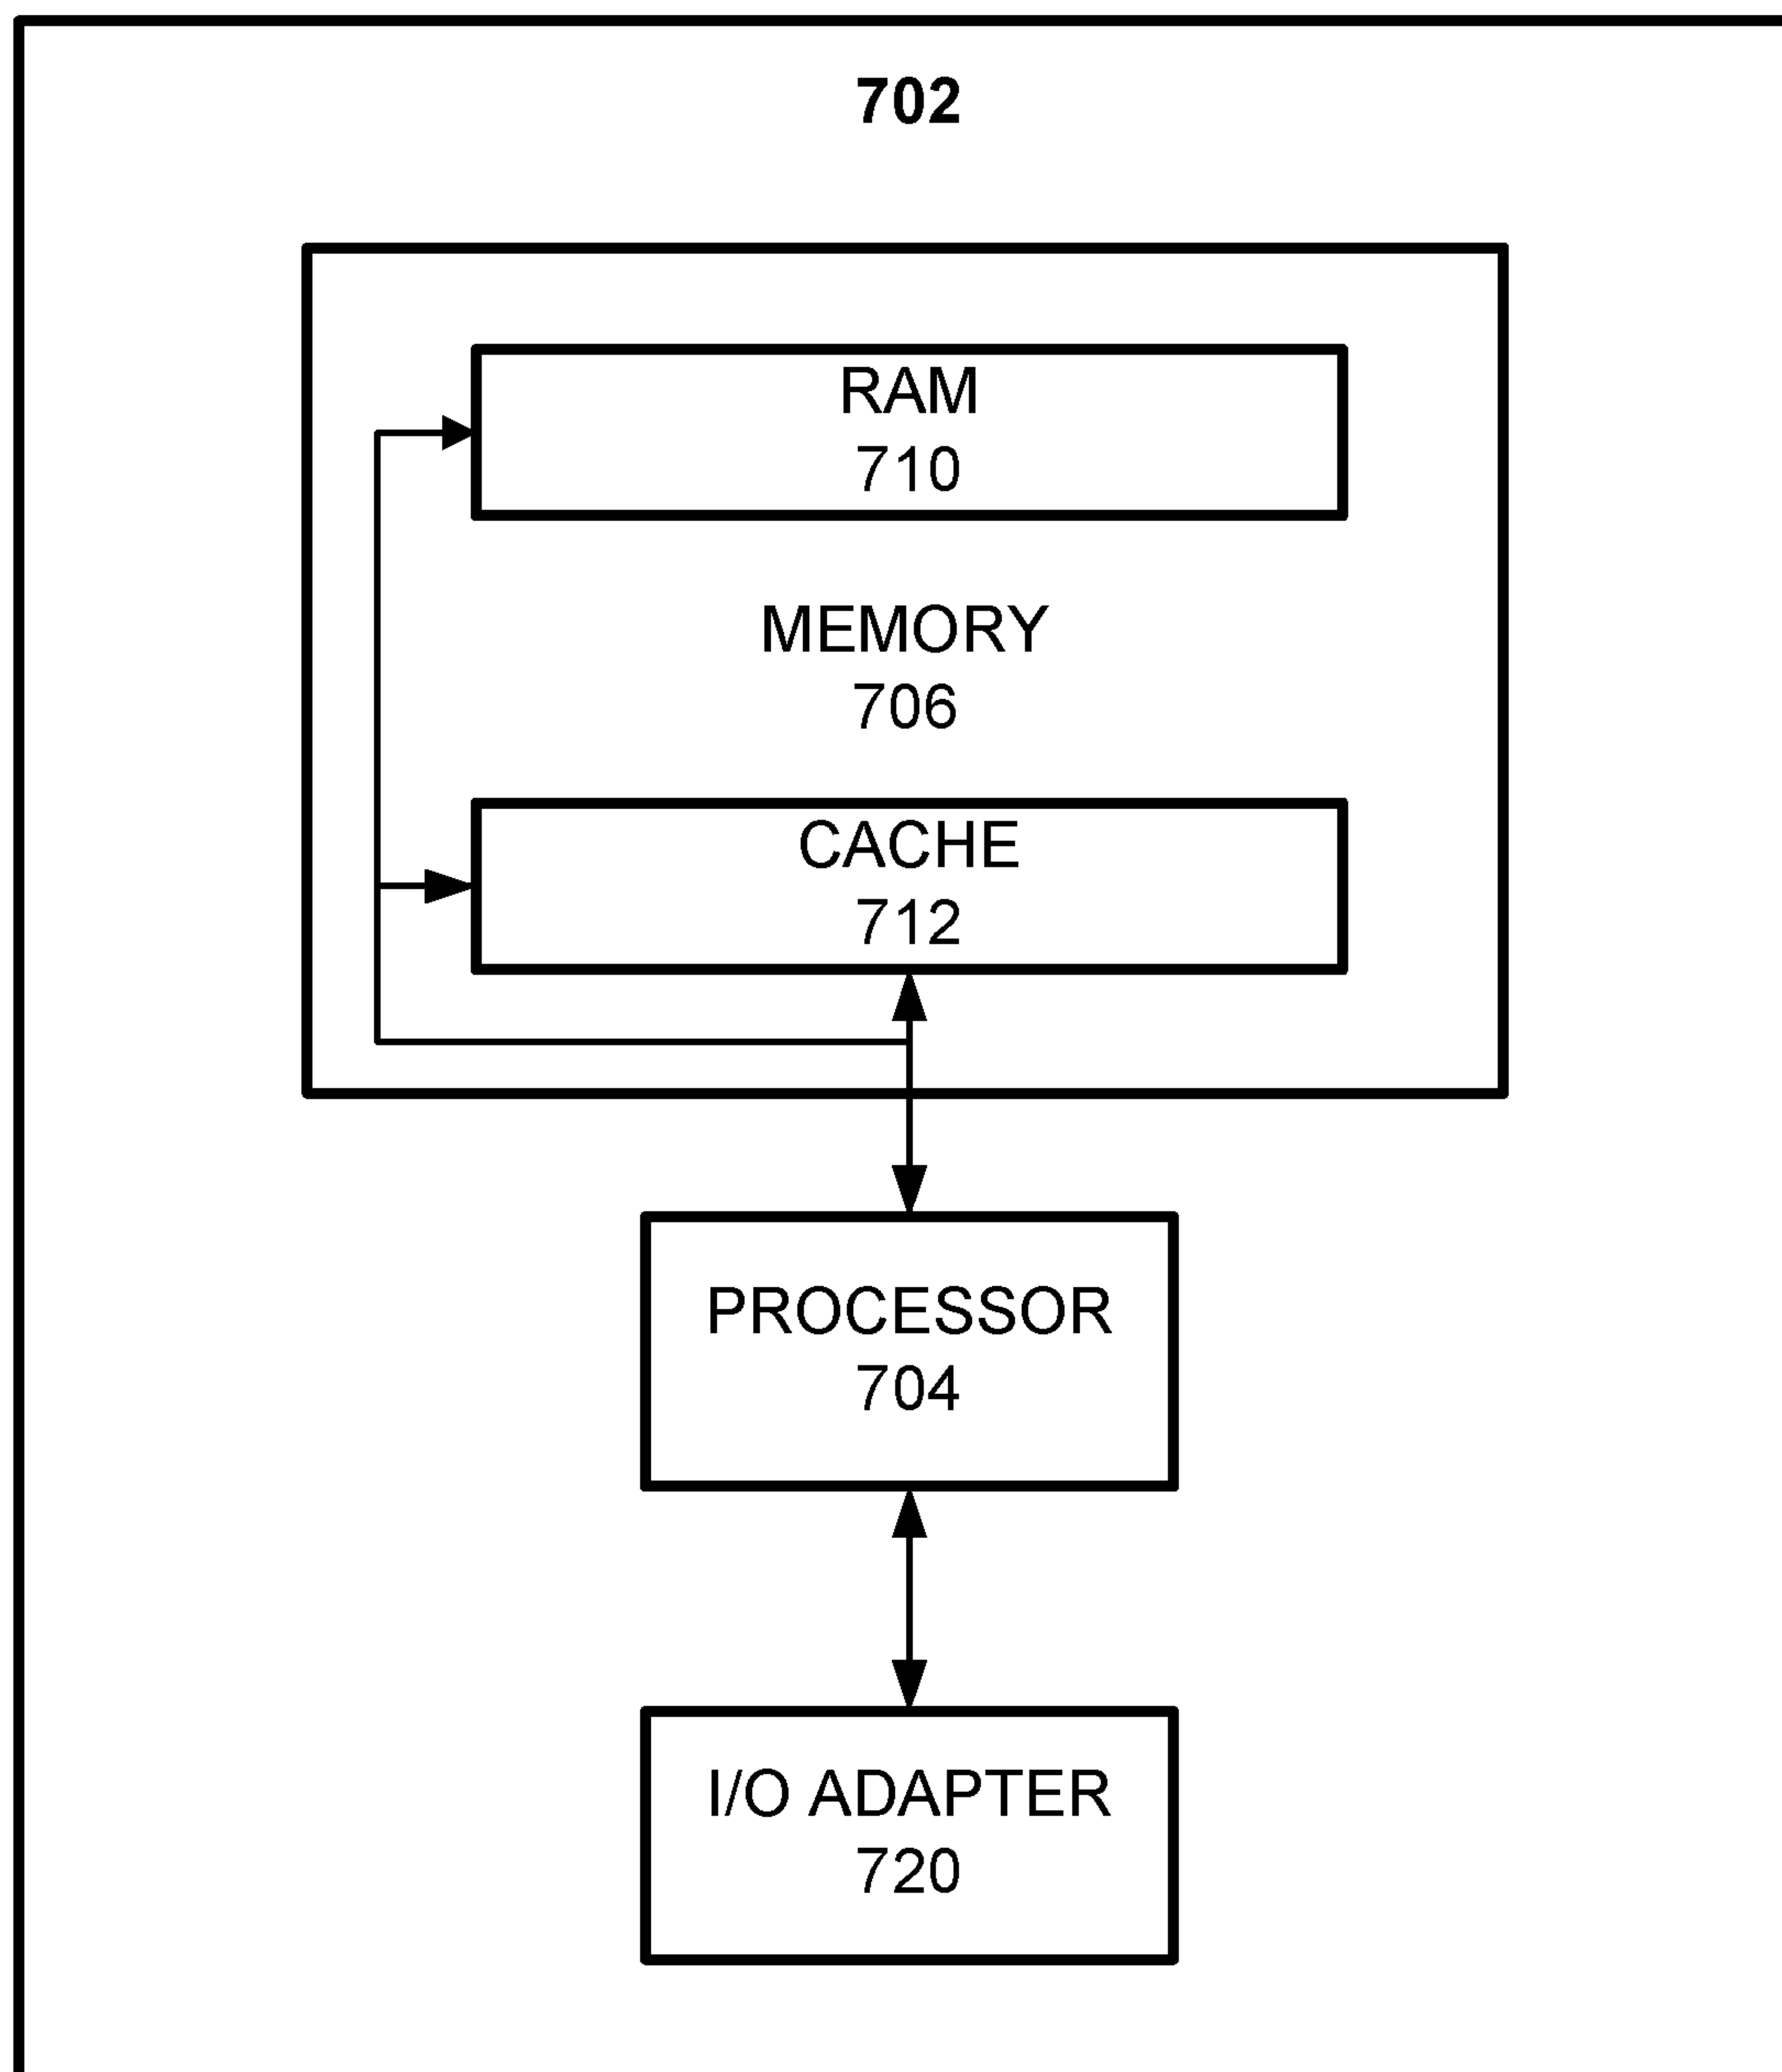 702
RAM
710
MEMORY
706
CACHE
712
PROCESSOR
704
I/O ADAPTER
720